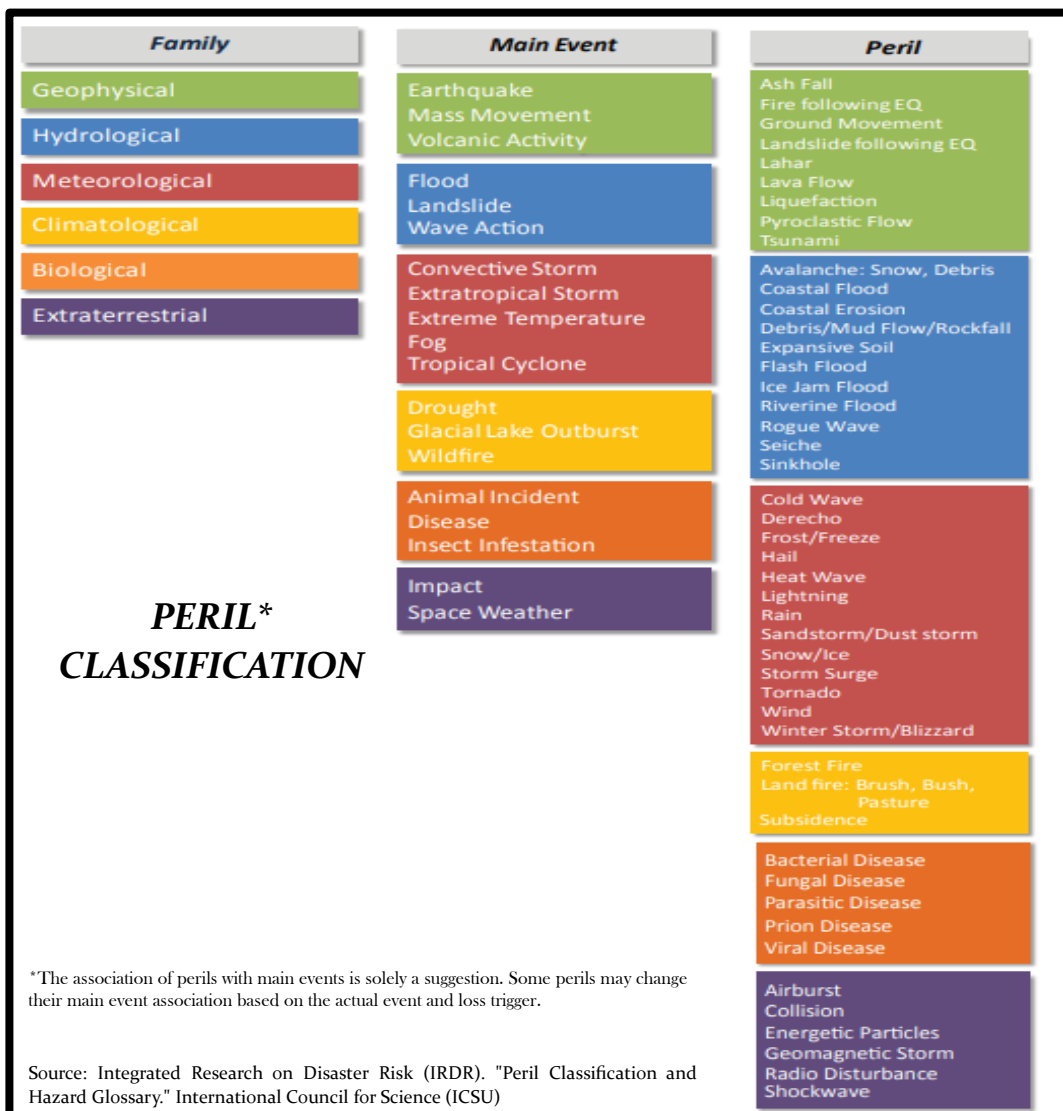 Family
Geophysical
Hydrological
Meteorological
Climatological
Biological
Extraterrestrial
Main Event
Earthquake
Mass Movement
Volcanic Activity
Flood
Landslide
Wave Action
Convective Storm
Extratropical Storm
Extreme Temperature
Fog
Tropical Cyclone
Drought
Glacial Lake Outburst
Wildfire
Animal Incident
Disease
Insect Infestation
Impact
Space Weather
Peril
Ash Fall
Fire following EQ
Ground Movement
Landslide following EQ
Lahar
Lava Flow
Liquefaction
Pyroclastic Flow
Tsunami
Avalanche: Snow, Debris
Coastal Flood
Coastal Erosion
Debris/Mud Flow/Rockfall
Expansive Soil
Flash Flood
Ice Jam Flood
Riverine Flood
Rogue Wave
Seiche
Sinkhole
Cold Wave
Derecho
Frost/Freeze
Hail
Heat Wave
Lightning
Rain
Sandstorm/Dust storm
Snow/Ice
Storm Surge
Tornado
Wind
Winter Storm/Blizzard
Forest Fire
Land fire: Brush, Bush,
Pasture
Subsidence
Bacterial Disease
Fungal Disease
Parasitic Disease
Prion Disease
Viral Disease
Airburst
Collision
Energetic Particles
Geomagnetic Storm
Radio Disturbance
Shockwave
PERIL*
CLASSIFICATION
*The association of perils with main events is solely a suggestion. Some perils may change
their main event association based on the actual event and loss trigger.
Source: Integrated Research on Disaster Risk (IRDR). "Peril Classification and
Hazard Glossary." International Council for Science (ICSU)